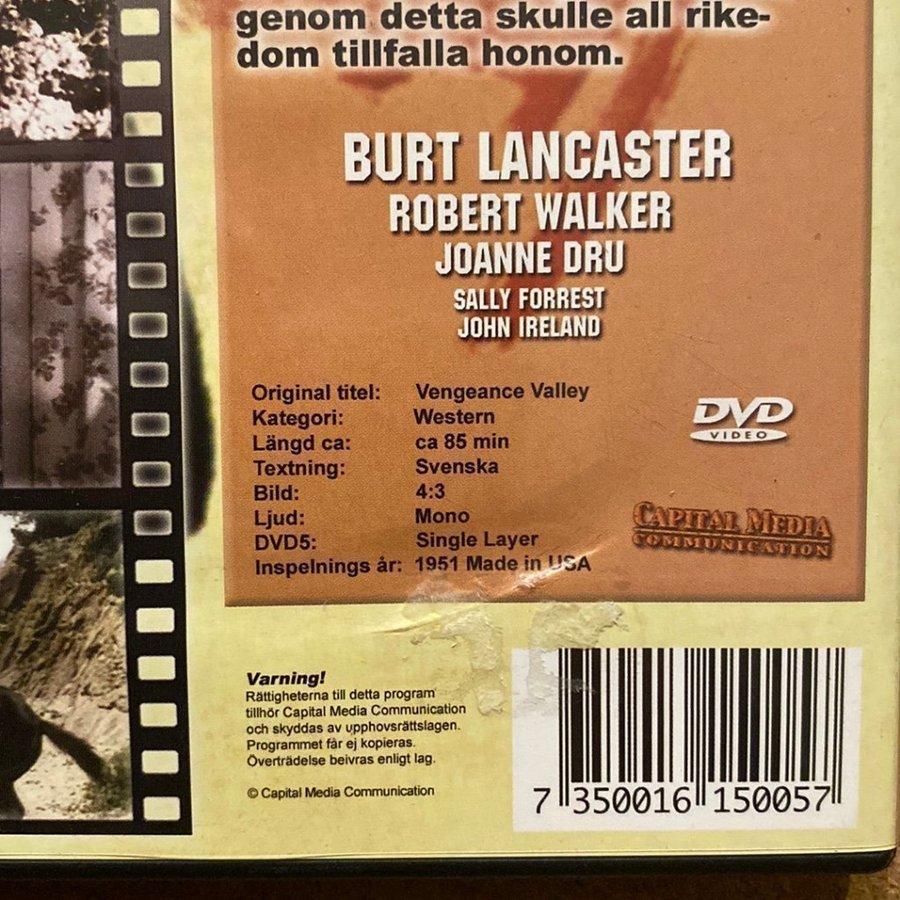 genom detta skulle all rike-
dom tillfalla honom.
BURT LANCASTER
ROBERT WALKER
JOANNE DRU
SALLY FORREST
JOHN IRELAND
Original titel: Vengeance Valley
Kategori: Western
Längd ca: ca 85 min
Textning: Svenska
Bild: 4:3
Ljud: Mono
DVD5: Single Layer
Inspelnings år: 1951 Made in USA
DVD
VIDEO
CAPITAL MEDIA
COMMUNICATION
Varning!
Rättigheterna till detta program
tillhör Capital Media Communication
och skyddas av upphovsrättslagen.
Programmet får ej kopieras.
Överträdelse beivras enligt lag.
© Capital Media Communication
7 350016 150057